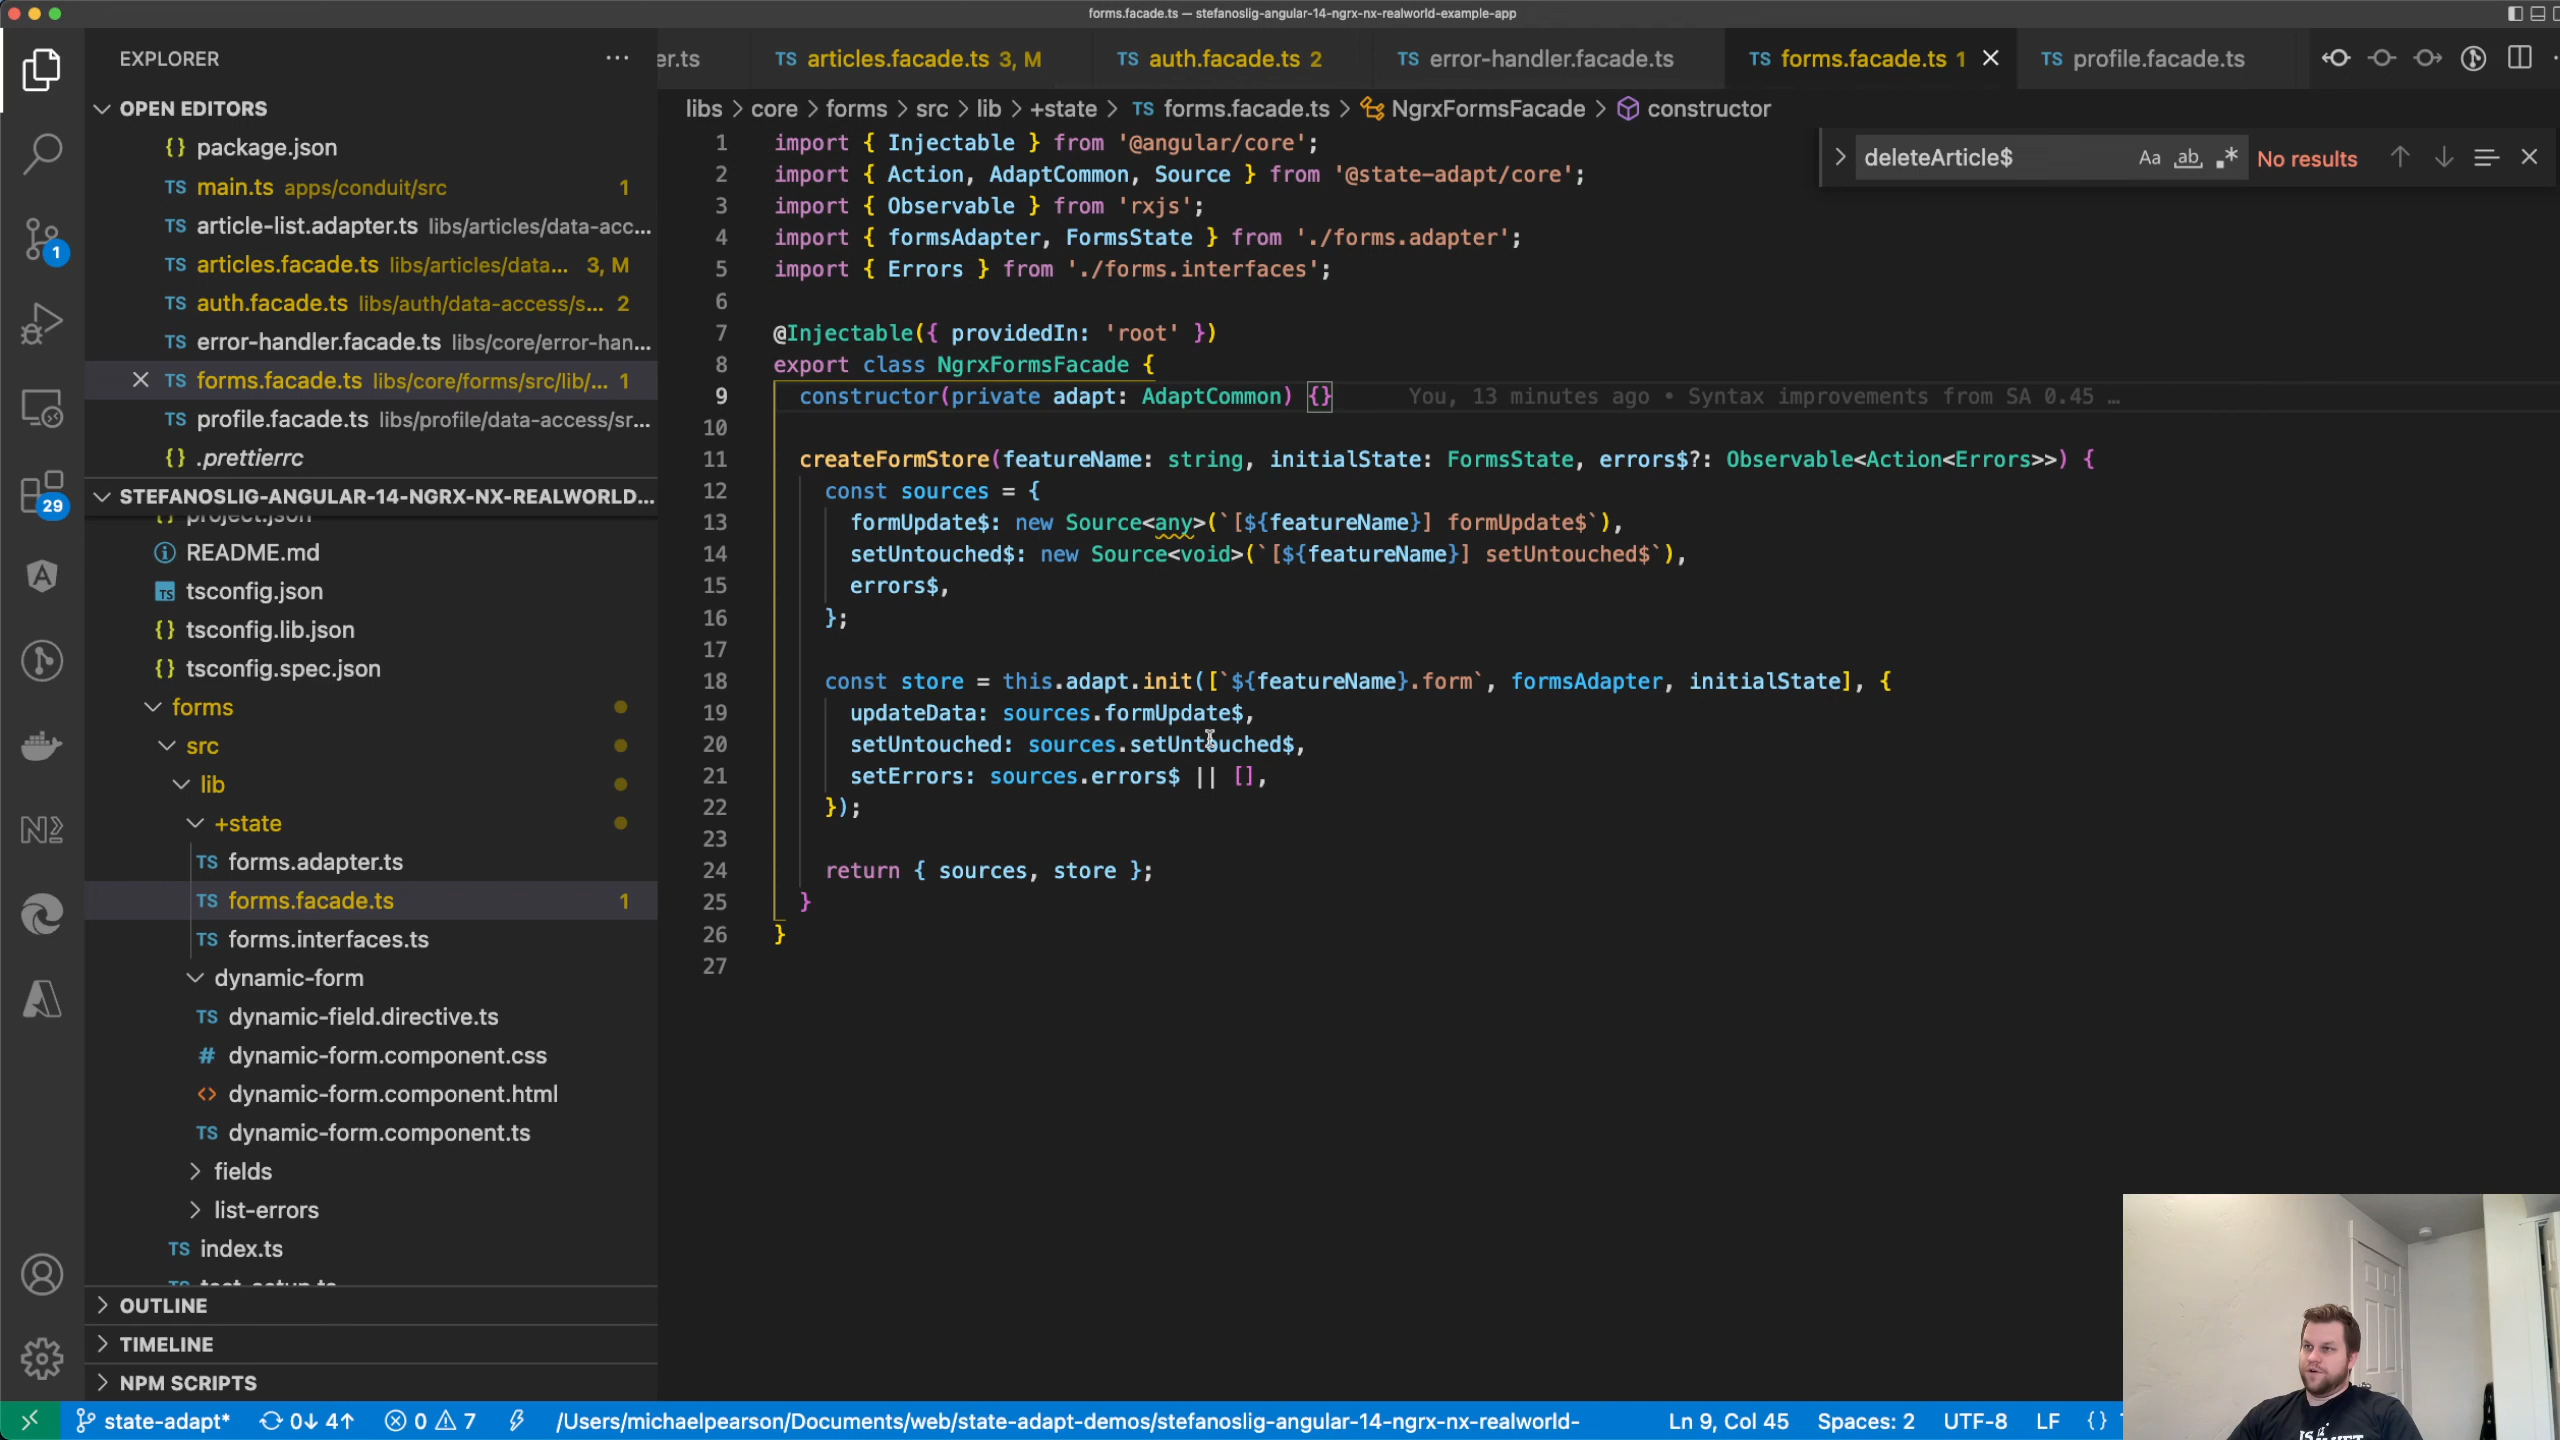 forms.facade.ts — stefanoslig-angular-14-ngrx-nx-realworld-example-app
EXPLORER
OPEN EDITORS
package.json
main.ts apps/conduit/src 1
article-list.adapter.ts libs/articles/data-acc...
articles.facade.ts libs/articles/data... 3, M
auth.facade.ts libs/auth/data-access/s... 2
error-handler.facade.ts libs/core/error-han...
forms.facade.ts libs/core/forms/src/lib/... 1
profile.facade.ts libs/profile/data-access/sr...
.prettierrc
STEFANOSLIG-ANGULAR-14-NGRX-NX-REALWORLD...
project.json
README.md
tsconfig.json
tsconfig.lib.json
tsconfig.spec.json
forms
src
lib
+state
forms.adapter.ts
forms.facade.ts 1
forms.interfaces.ts
dynamic-form
dynamic-field.directive.ts
dynamic-form.component.css
dynamic-form.component.html
dynamic-form.component.ts
fields
list-errors
index.ts
OUTLINE
TIMELINE
NPM SCRIPTS
1
29
er.ts
TS articles.facade.ts 3, M
TS auth.facade.ts 2
TS error-handler.facade.ts
TS forms.facade.ts 1
TS profile.facade.ts
libs > core > forms > src > lib > +state > TS forms.facade.ts > NgrxFormsFacade > constructor
deleteArticle$ Aa ab .* No results
1 import { Injectable } from '@angular/core';
2 import { Action, AdaptCommon, Source } from '@state-adapt/core';
3 import { Observable } from 'rxjs';
4 import { formsAdapter, FormsState } from './forms.adapter';
5 import { Errors } from './forms.interfaces';
6
7 @Injectable({ providedIn: 'root' })
8 export class NgrxFormsFacade {
9 constructor(private adapt: AdaptCommon) {} You, 13 minutes ago • Syntax improvements from SA 0.45 …
10
11 createFormStore(featureName: string, initialState: FormsState, errors$?: Observable<Action<Errors>>) {
12 const sources = {
13 formUpdate$: new Source<any>(`[${featureName}] formUpdate$`),
14 setUntouched$: new Source<void>(`[${featureName}] setUntouched$`),
15 errors$,
16 };
17
18 const store = this.adapt.init([`${featureName}.form`, formsAdapter, initialState], {
19 updateData: sources.formUpdate$,
20 setUntouched: sources.setUntouched$,
21 setErrors: sources.errors$ || [],
22 });
23
24 return { sources, store };
25 }
26 }
27
state-adapt* 0↓ 4↑ 0 7 /Users/michaelpearson/Documents/web/state-adapt-demos/stefanoslig-angular-14-ngrx-nx-realworld- Ln 9, Col 45 Spaces: 2 UTF-8 LF {}